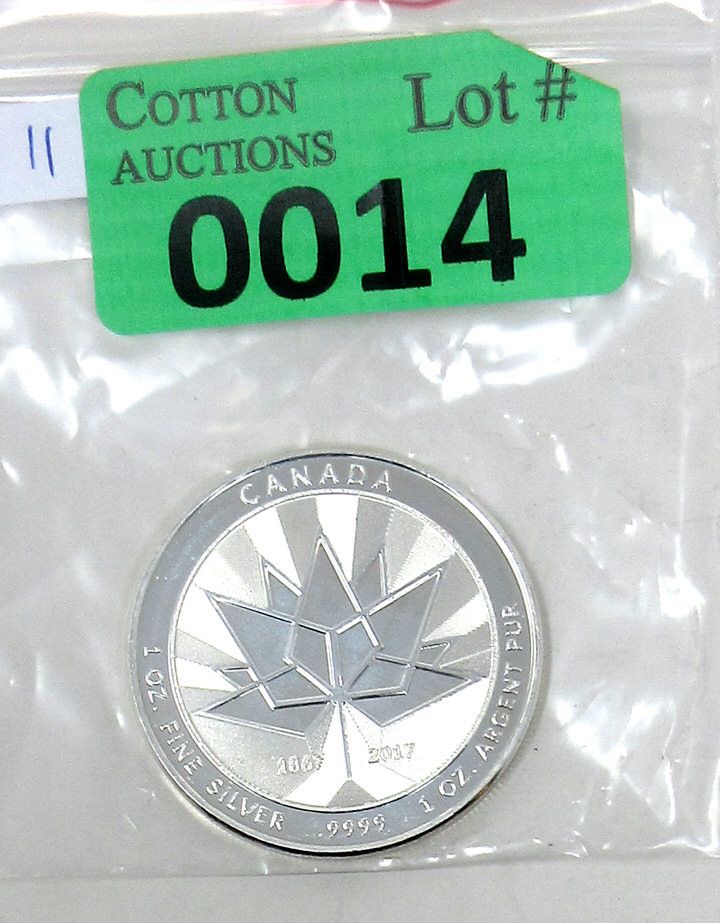 COTTON
AUCTIONS
Lot #
0014
11
CANADA
1867 2017
1 OZ. FINE SILVER 9999 1 OZ. ARGENT PUR